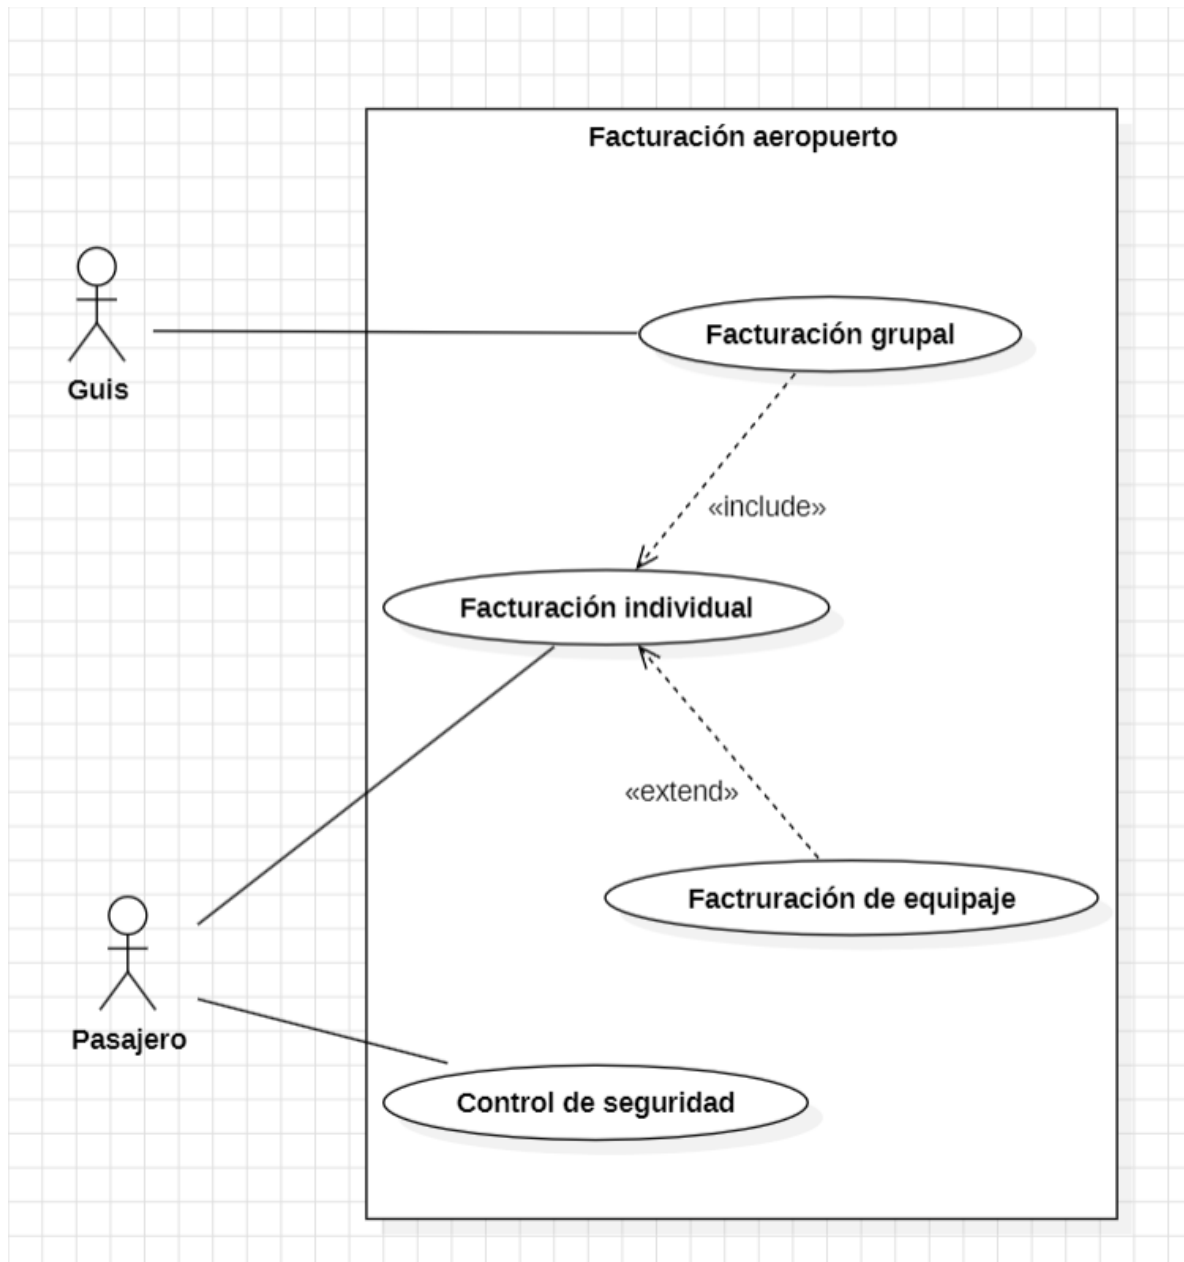 Facturación aeropuerto
Facturación grupal
Guis
«include»
Facturación individual
«extend»
Factruración de equipaje
Pasajero
Control de seguridad